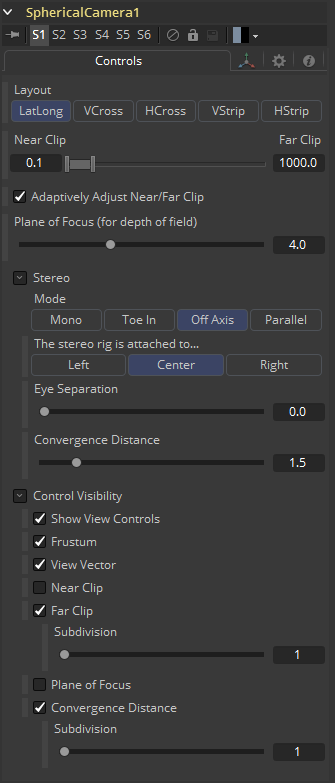 SphericalCamera1
S1 S2 S3 S4 S5 S6
Controls
Layout
LatLong VCross HCross VStrip HStrip
Near Clip Far Clip
0.1 1000.0
Adaptively Adjust Near/Far Clip
Plane of Focus (for depth of field)
4.0
Stereo
Mode
Mono Toe In Off Axis Parallel
The stereo rig is attached to...
Left Center Right
Eye Separation
0.0
Convergence Distance
1.5
Control Visibility
Show View Controls
Frustum
View Vector
Near Clip
Far Clip
Subdivision
1
Plane of Focus
Convergence Distance
Subdivision
1